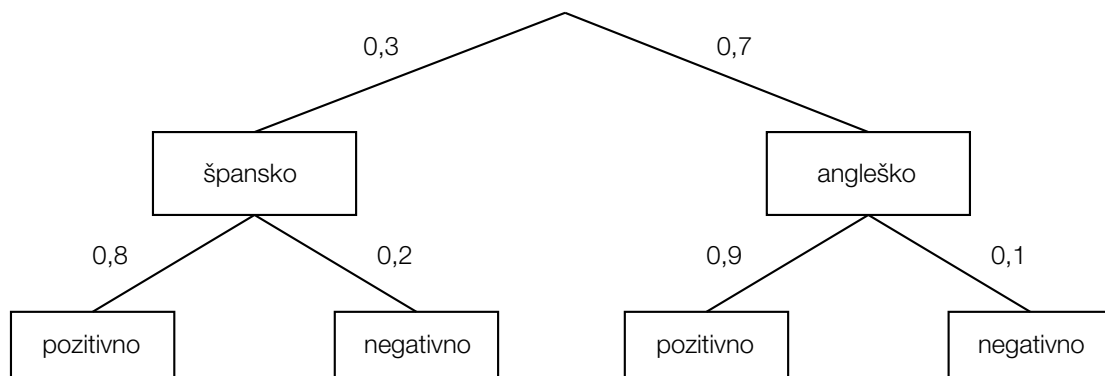 0,3 0,7
špansko angleško
0,8 0,2 0,9 0,1
pozitivno negativno pozitivno negativno